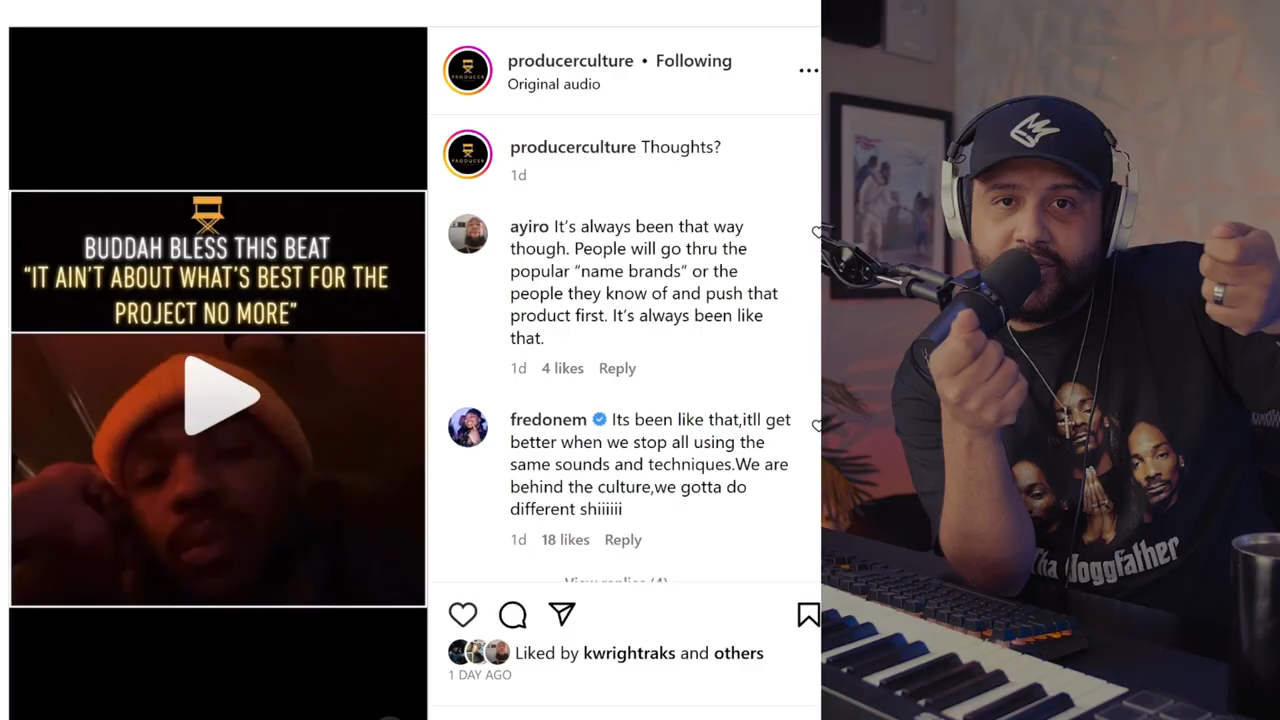 producerculture • Following
Original audio
PRODUCER
PRODUCER
producerculture Thoughts?
1d
BUDDAH BLESS THIS BEAT
“IT AIN’T ABOUT WHAT’S BEST FOR THE
PROJECT NO MORE”
ayiro It’s always been that way
though. People will go thru the
popular “name brands” or the
people they know of and push that
product first. It’s always been like
that.
1d 4 likes Reply
fredonem Its been like that,itll get
better when we stop all using the
same sounds and techniques.We are
behind the culture,we gotta do
different shiiiii
1d 18 likes Reply
View replies (4)
Liked by kwrightraks and others
1 DAY AGO
Tha Doggfather